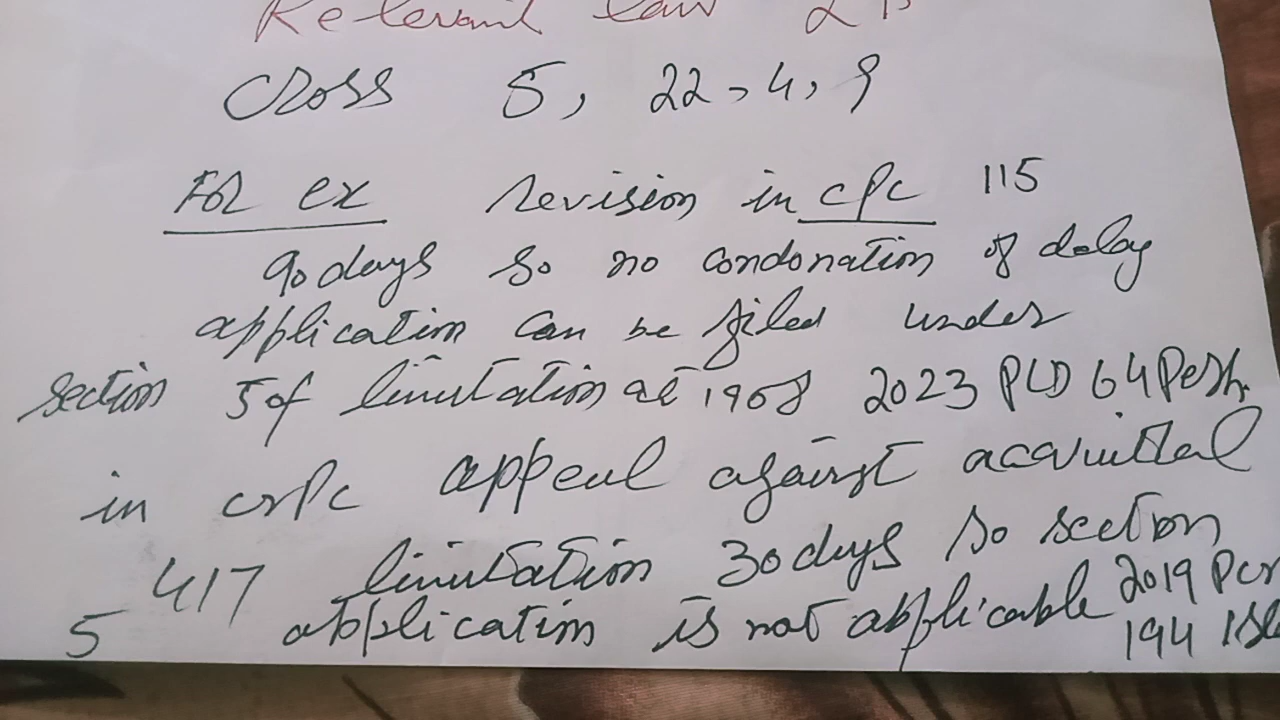 Relevant law
cross 5, 22, 4, 9
For ex revision in cpc 115
90 days so no condonation of delay
application can be filed under
section 5 of limitation act 1908 2023 PLD 64 Pesh.
in crpc appeal against acquittal
417 limitation 30 days so section
5 application is not applicable 2019 Pcr
194 Isl